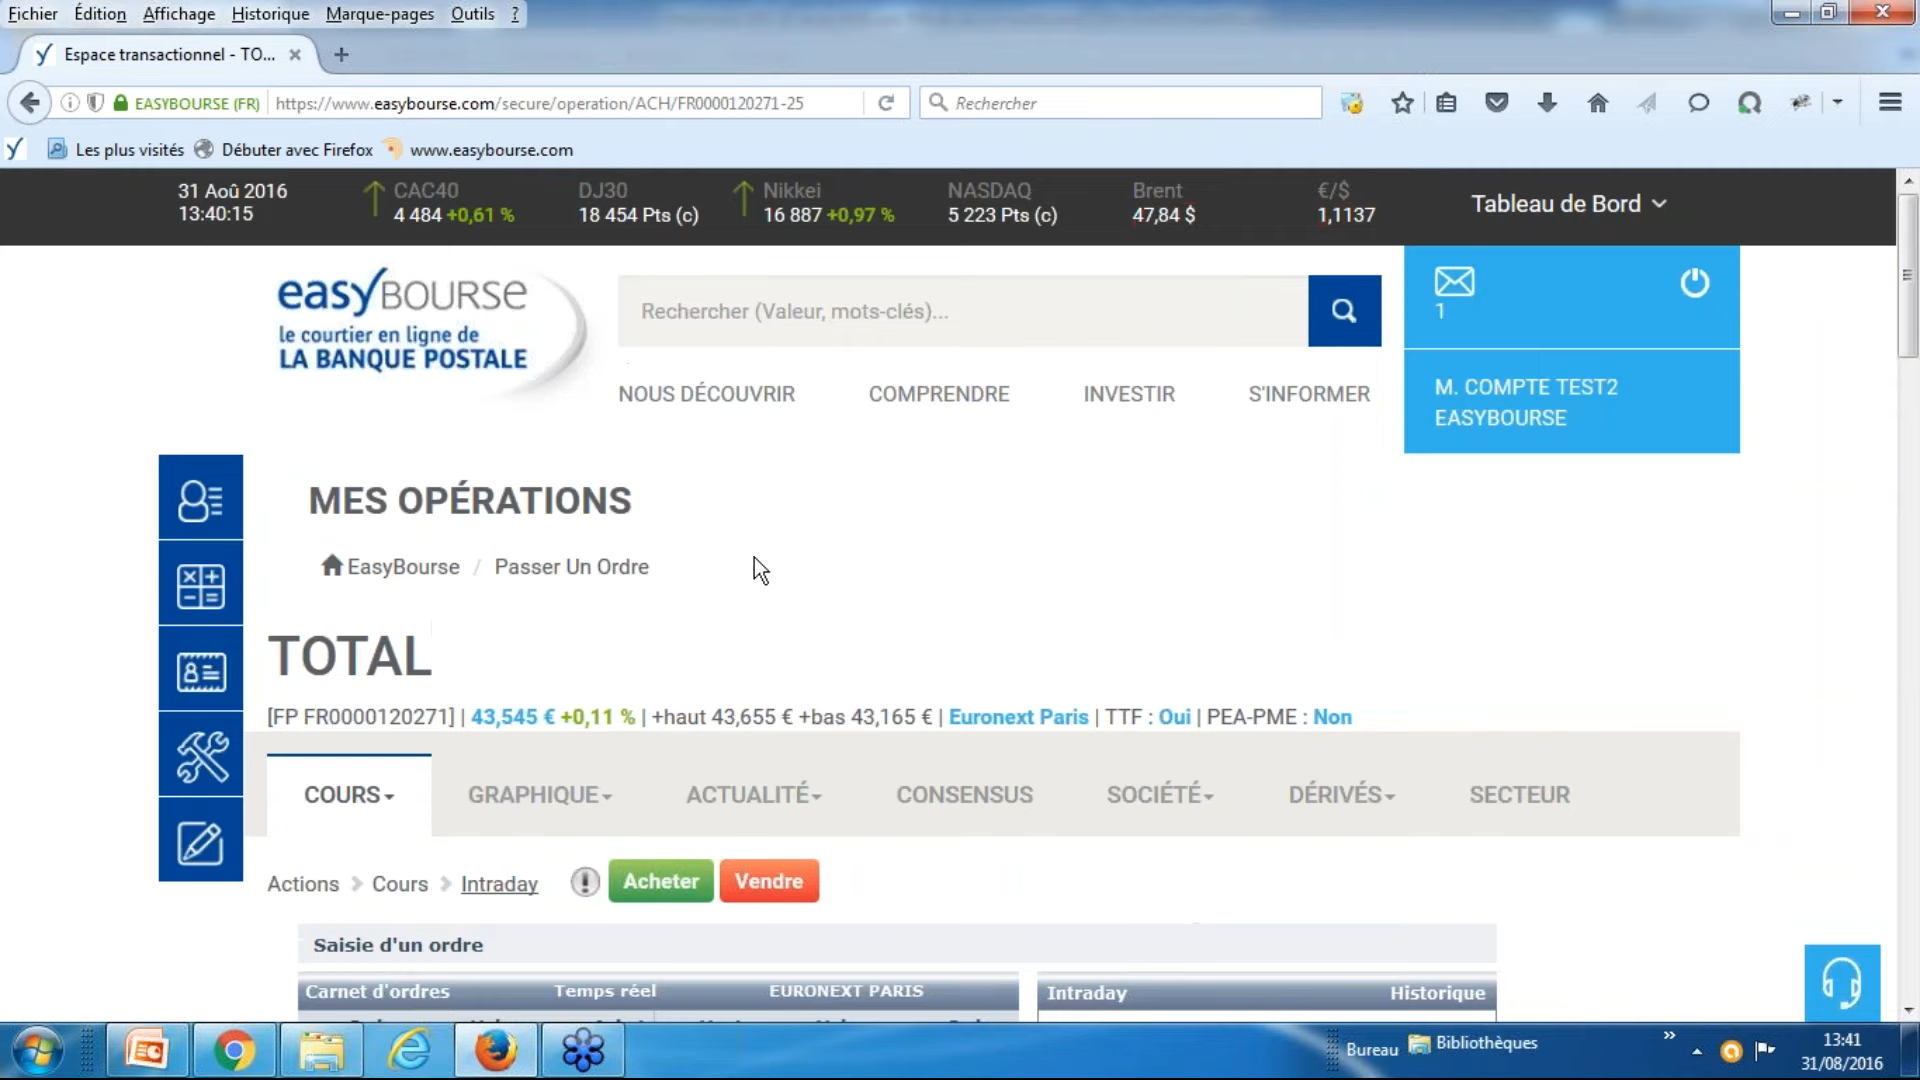 Fichier Édition Affichage Historique Marque-pages Outils ?
Espace transactionnel - TO...
EASYBOURSE (FR) https://www.easybourse.com/secure/operation/ACH/FR0000120271-25 Rechercher
Les plus visités Débuter avec Firefox www.easybourse.com
31 Aoû 2016 CAC40 DJ30 Nikkei NASDAQ Brent €/$ Tableau de Bord
13:40:15 4 484 +0,61 % 18 454 Pts (c) 16 887 +0,97 % 5 223 Pts (c) 47,84 $ 1,1137
easyBOURSE
le courtier en ligne de
LA BANQUE POSTALE
Rechercher (Valeur, mots-clés)...
1
NOUS DÉCOUVRIR COMPRENDRE INVESTIR S'INFORMER
M. COMPTE TEST2
EASYBOURSE
MES OPÉRATIONS
EasyBourse / Passer Un Ordre
TOTAL
[FP FR0000120271] | 43,545 € +0,11 % | +haut 43,655 € +bas 43,165 € | Euronext Paris | TTF : Oui | PEA-PME : Non
COURS GRAPHIQUE ACTUALITÉ CONSENSUS SOCIÉTÉ DÉRIVÉS SECTEUR
Actions > Cours > Intraday Acheter Vendre
Saisie d'un ordre
Carnet d'ordres Temps réel EURONEXT PARIS Intraday Historique
Bureau Bibliothèques » 13:41
31/08/2016